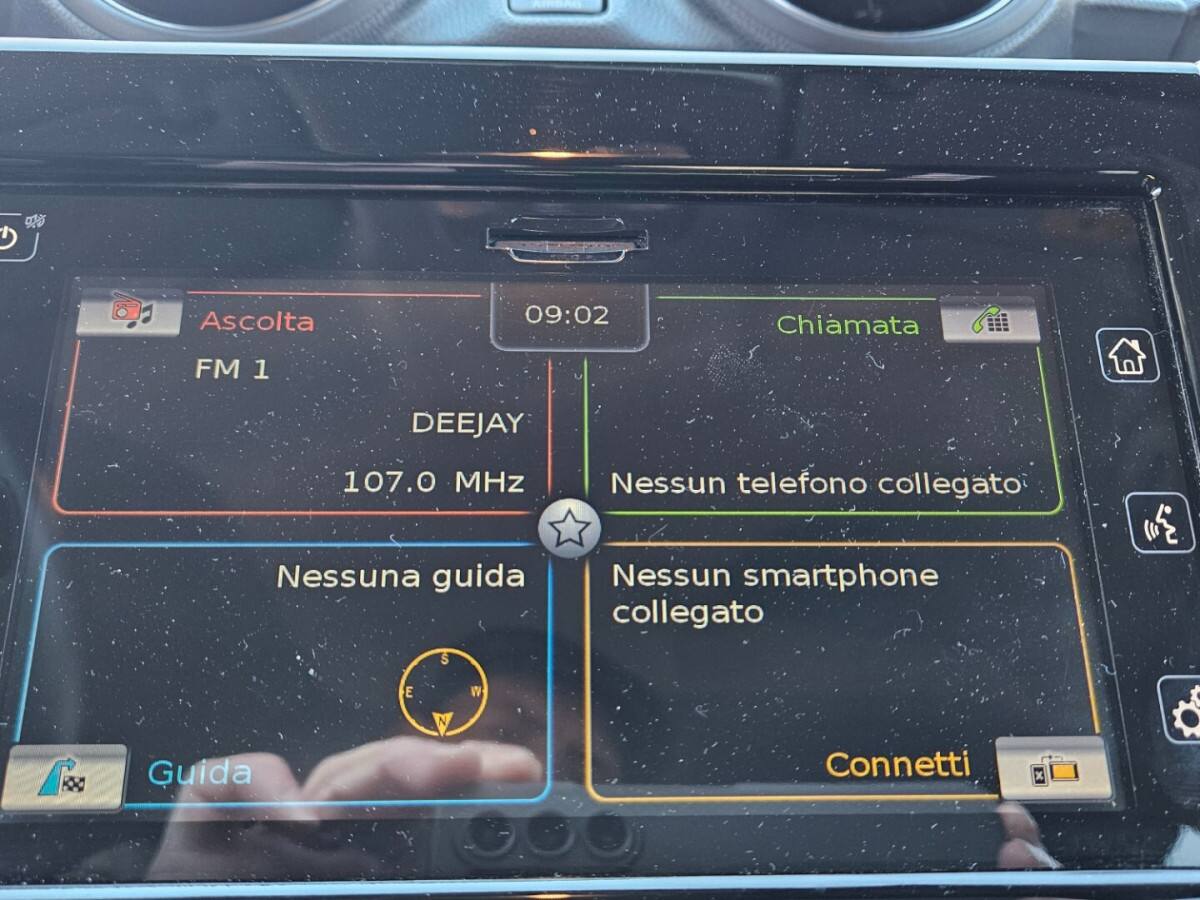 09:02
Ascolta
FM 1
DEEJAY
107.0 MHz
Chiamata
Nessun telefono collegato
Nessuna guida
S
E W
N
Guida
Nessun smartphone
collegato
Connetti